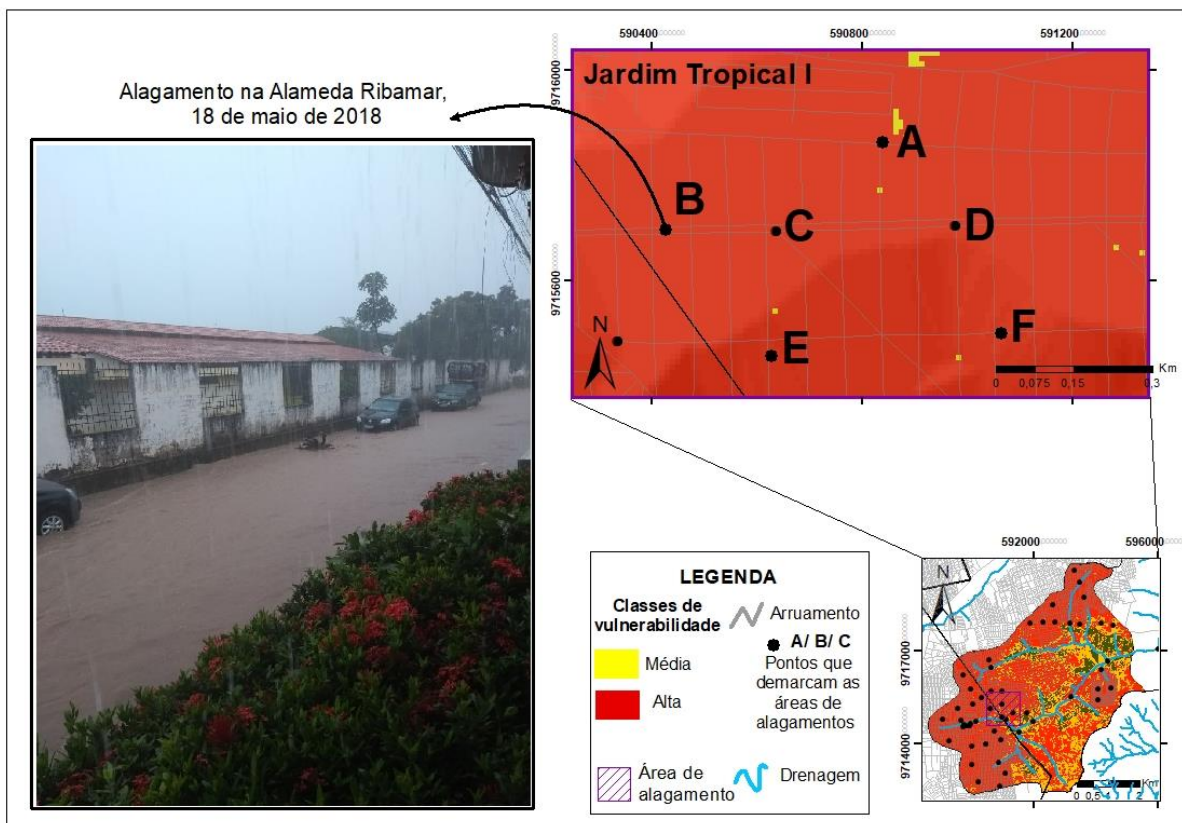 Alagamento na Alameda Ribamar,
18 de maio de 2018
590400
590800
591200
9716000
9715600
Jardim Tropical I
A
B
C
D
E
F
N
Km
0 0,075 0,15 0,3
LEGENDA
Classes de
vulnerabilidade
Média
Alta
Arruamento
A/ B/ C
Pontos que
demarcam as
áreas de
alagamentos
Área de
alagamento
Drenagem
592000
596000
9717000
9714000
N
Km
0 0,5 1 2